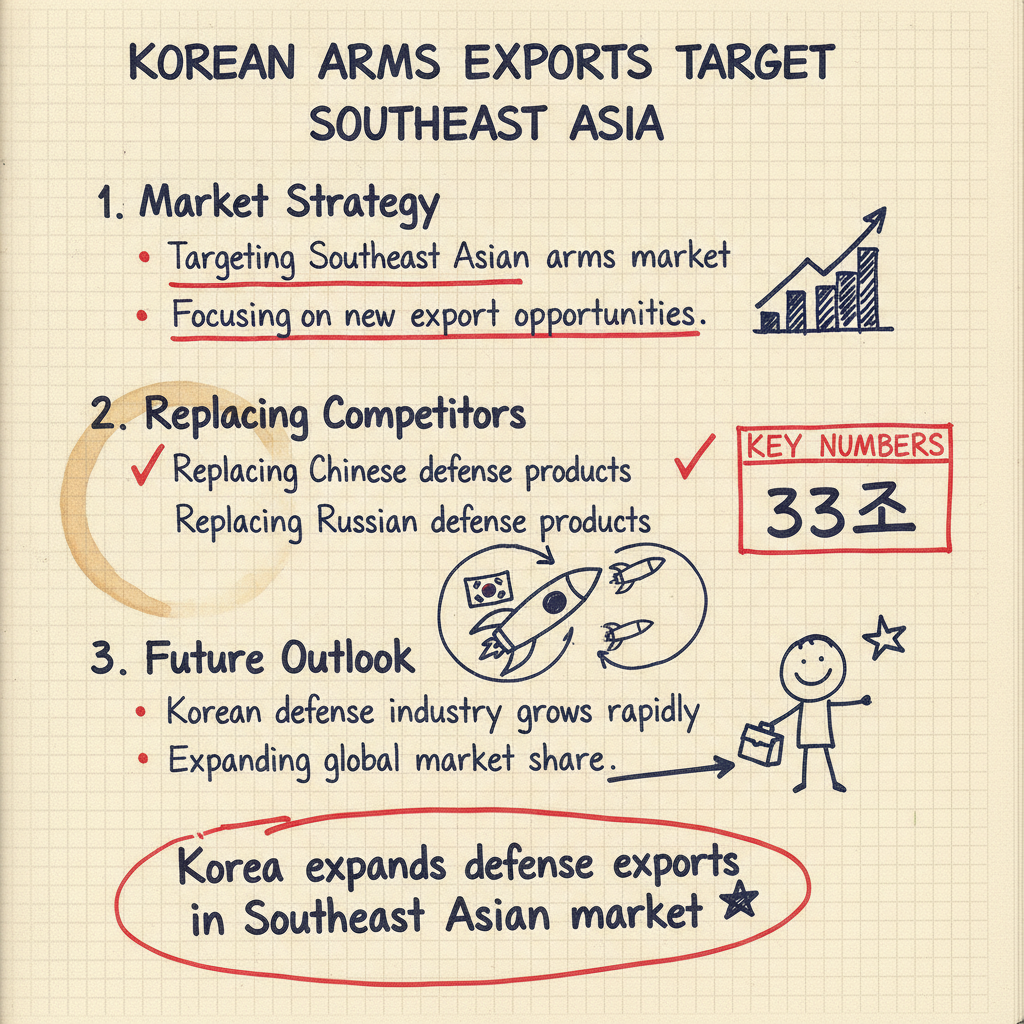 KOREAN ARMS EXPORTS TARGET
SOUTHEAST ASIA
1. Market Strategy
• Targeting Southeast Asian arms market
• Focusing on new export opportunities.
2. Replacing Competitors
✓ Replacing Chinese defense products ✓
Replacing Russian defense products
KEY NUMBERS
33조
3. Future Outlook
• Korean defense industry grows rapidly
• Expanding global market share.
Korea expands defense exports
in Southeast Asian market ★